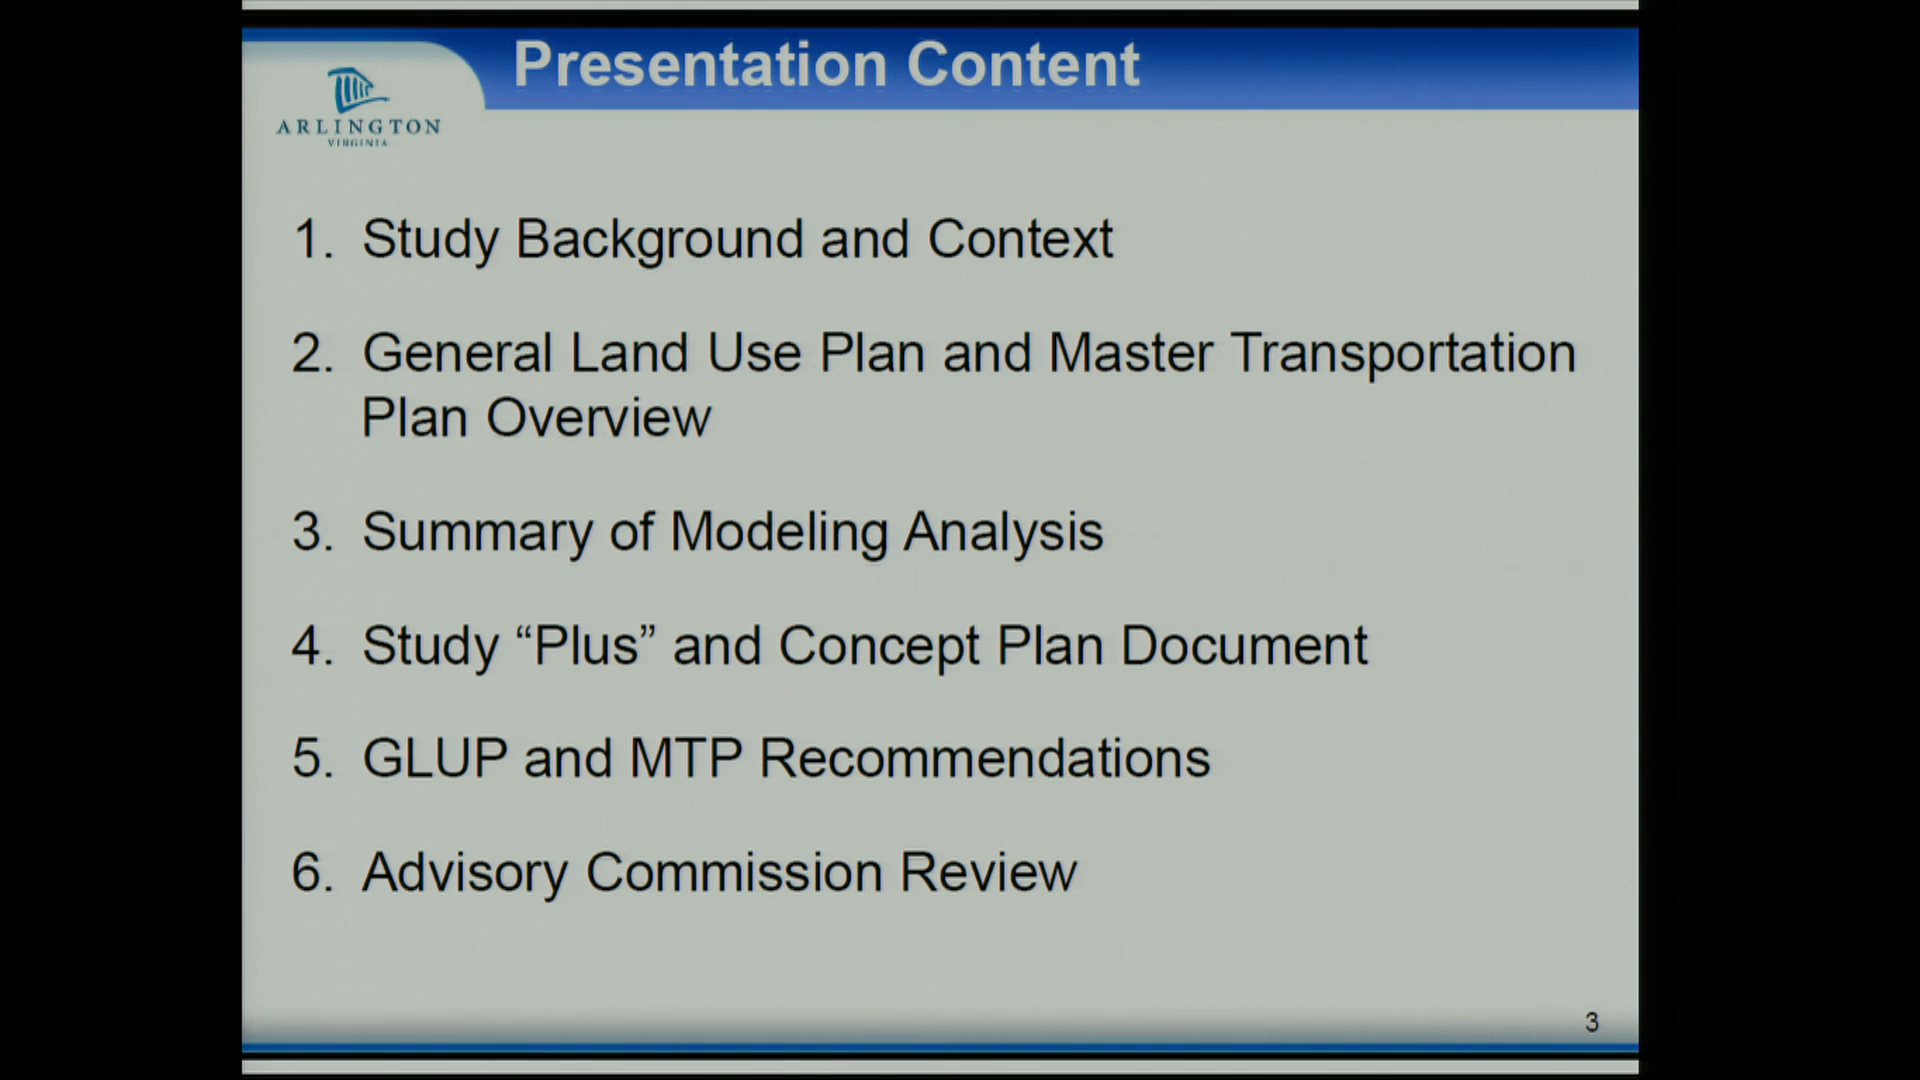 Presentation Content
ARLINGTON
VIRGINIA
1. Study Background and Context
2. General Land Use Plan and Master Transportation
Plan Overview
3. Summary of Modeling Analysis
4. Study “Plus” and Concept Plan Document
5. GLUP and MTP Recommendations
6. Advisory Commission Review
3